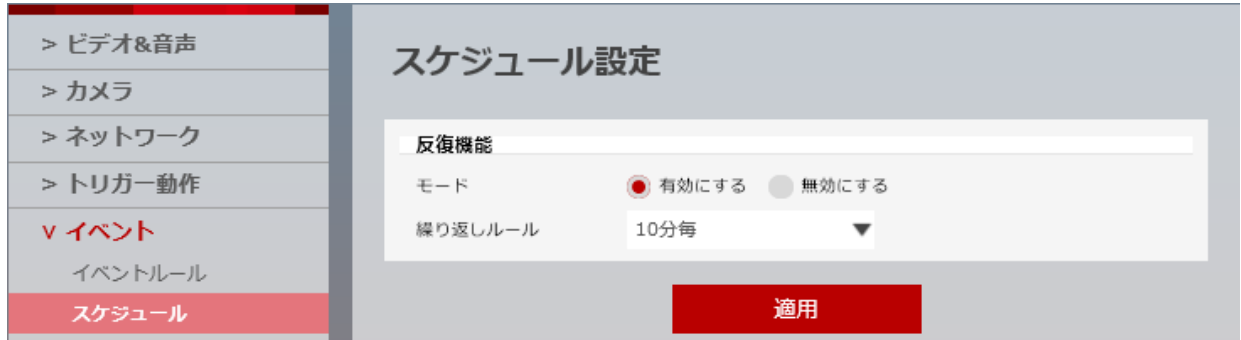 > ビデオ&音声
> カメラ
> ネットワーク
> トリガー動作
v イベント
イベントルール
スケジュール
スケジュール設定
反復機能
モード 有効にする 無効にする
繰り返しルール 10分毎
適用